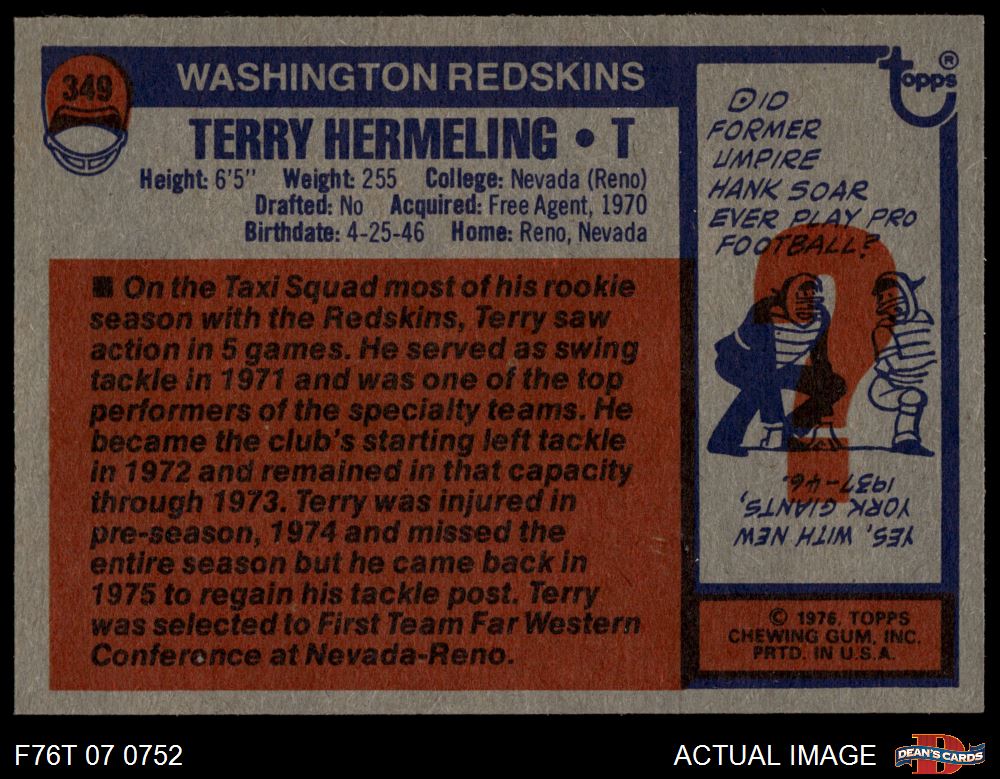 349
WASHINGTON REDSKINS
TERRY HERMELING • T
Height: 6'5" Weight: 255 College: Nevada (Reno)
Drafted: No Acquired: Free Agent, 1970
Birthdate: 4-25-46 Home: Reno, Nevada
■ On the Taxi Squad most of his rookie
season with the Redskins, Terry saw
action in 5 games. He served as swing
tackle in 1971 and was one of the top
performers of the specialty teams. He
became the club's starting left tackle
in 1972 and remained in that capacity
through 1973. Terry was injured in
pre-season, 1974 and missed the
entire season but he came back in
1975 to regain his tackle post. Terry
was selected to First Team Far Western
Conference at Nevada-Reno.
topps®
DID
FORMER
UMPIRE
HANK SOAR
EVER PLAY PRO
FOOTBALL?
?
YES, WITH NEW
YORK GIANTS,
1937-46.
© 1976, TOPPS
CHEWING GUM, INC.
PRTD. IN U.S.A.
F76T 07 0752
ACTUAL IMAGE
D
DEAN'S CARDS